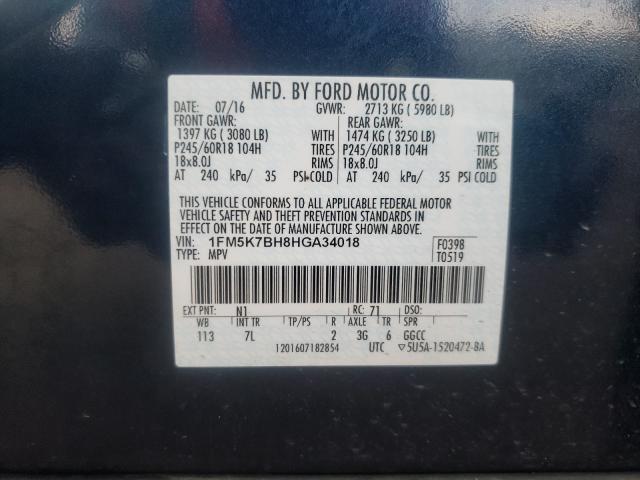 MFD. BY FORD MOTOR CO.
DATE: 07/16 GVWR: 2713 KG ( 5980 LB)
FRONT GAWR: REAR GAWR:
1397 KG ( 3080 LB) WITH 1474 KG ( 3250 LB) WITH
P245/60R18 104H TIRES P245/60R18 104H TIRES
18x8.0J RIMS 18x8.0J RIMS
AT 240 kPa/ 35 PSI COLD AT 240 kPa/ 35 PSI COLD
THIS VEHICLE CONFORMS TO ALL APPLICABLE FEDERAL MOTOR
VEHICLE SAFETY AND THEFT PREVENTION STANDARDS IN
EFFECT ON THE DATE OF MANUFACTURE SHOWN ABOVE.
VIN: 1FM5K7BH8HGA34018 F0398
TYPE: MPV T0519
EXT PNT: N1 RC: 71 DSO:
WB INT TR TP/PS R AXLE TR SPR
113 7L 2 3G 6 GGCC
1201607182854 UTC ▽5U5A-1520472-BA